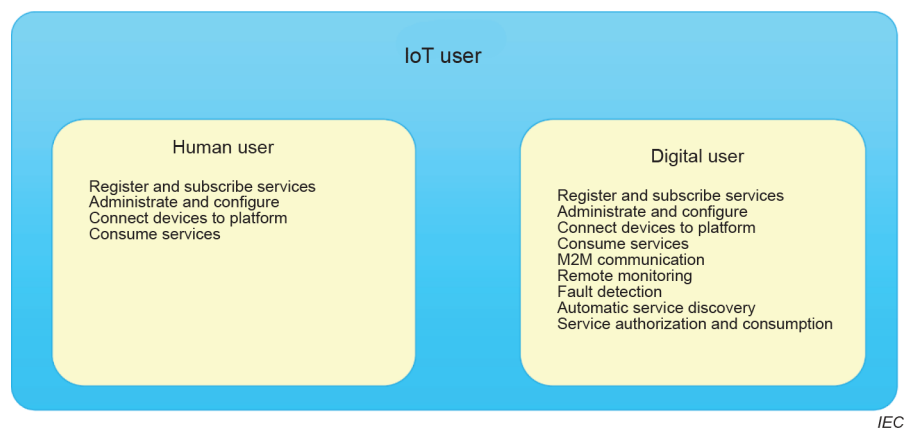 IoT user
Human user
Register and subscribe services
Administrate and configure
Connect devices to platform
Consume services
Digital user
Register and subscribe services
Administrate and configure
Connect devices to platform
Consume services
M2M communication
Remote monitoring
Fault detection
Automatic service discovery
Service authorization and consumption
IEC